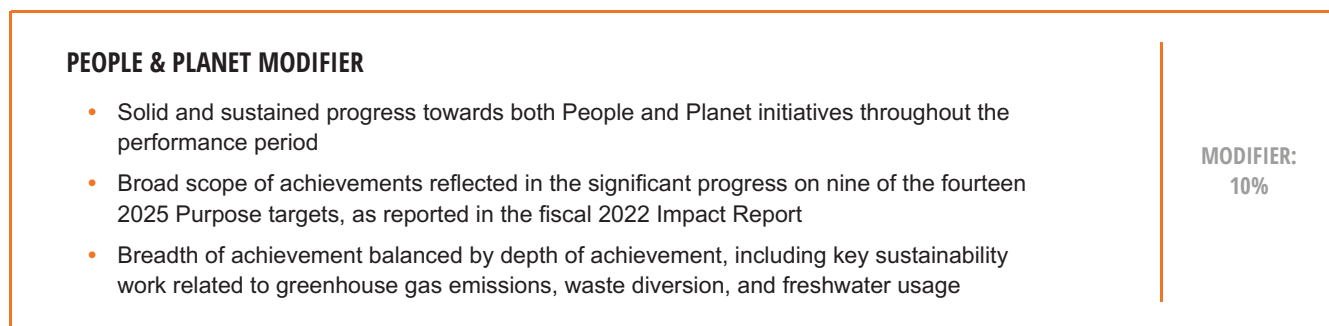 PEOPLE & PLANET MODIFIER
• Solid and sustained progress towards both People and Planet initiatives throughout the
performance period
• Broad scope of achievements reflected in the significant progress on nine of the fourteen
2025 Purpose targets, as reported in the fiscal 2022 Impact Report
• Breadth of achievement balanced by depth of achievement, including key sustainability
work related to greenhouse gas emissions, waste diversion, and freshwater usage
MODIFIER:
10%